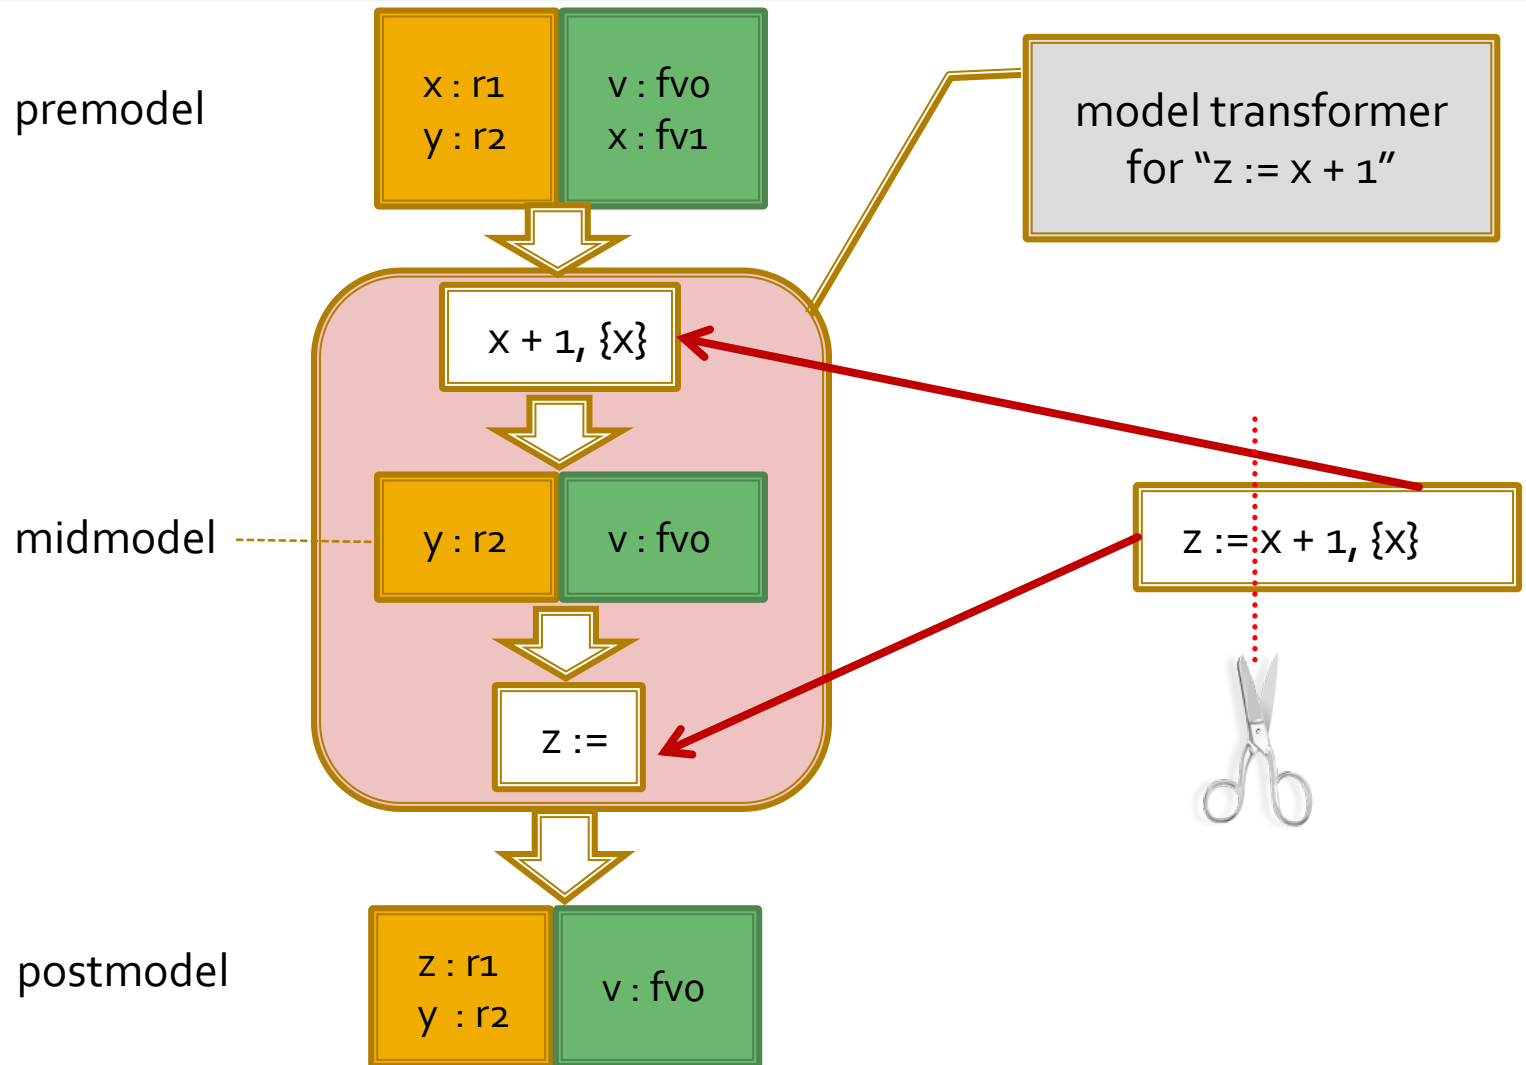 premodel
x : r1
y : r2
v : fv0
x : fv1
model transformer
for “z := x + 1”
x + 1, {x}
midmodel
y : r2
v : fv0
z := x + 1, {x}
z :=
postmodel
z : r1
y : r2
v : fv0